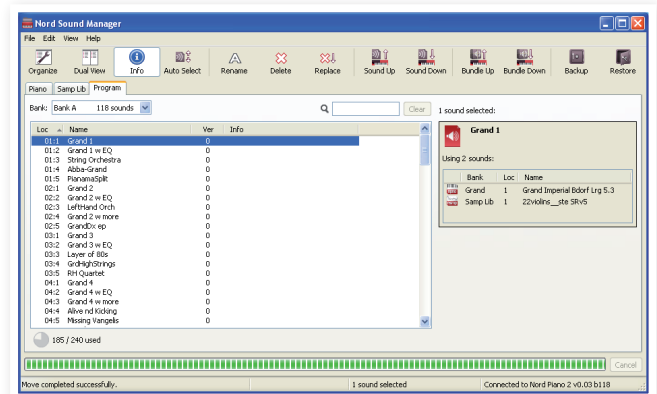 Nord Sound Manager
File Edit View Help
Organize Dual View Info Auto Select Rename Delete Replace Sound Up Sound Down Bundle Up Bundle Down Backup Restore
Piano Samp Lib Program
Bank: Bank A 118 sounds Clear 1 sound selected:
Loc Name Ver Info
01:1 Grand 1 0
01:2 Grand 1 w EQ 0
01:3 String Orchestra 0
01:4 Abba-Grand 0
01:5 PianamaSplit 0
02:1 Grand 2 0
02:2 Grand 2 w EQ 0
02:3 LeftHand Orch 0
02:4 Grand 2 w more 0
02:5 GrandDx ep 0
03:1 Grand 3 0
03:2 Grand 3 w EQ 0
03:3 Layer of 80s 0
03:4 GrdHighStrings 0
03:5 RH Quartet 0
04:1 Grand 4 0
04:2 Grand 4 w EQ 0
04:3 Grand 4 w more 0
04:4 Alive nd Kicking 0
04:5 Missing Vangelis 0
Grand 1
Using 2 sounds:
Bank Loc Name
Grand 1 Grand Imperial Bdorf Lrg 5.3
Samp Lib 1 22violins__ste SRv5
185 / 240 used
Cancel
Move completed successfully. 1 sound selected Connected to Nord Piano 2 v0.03 b118